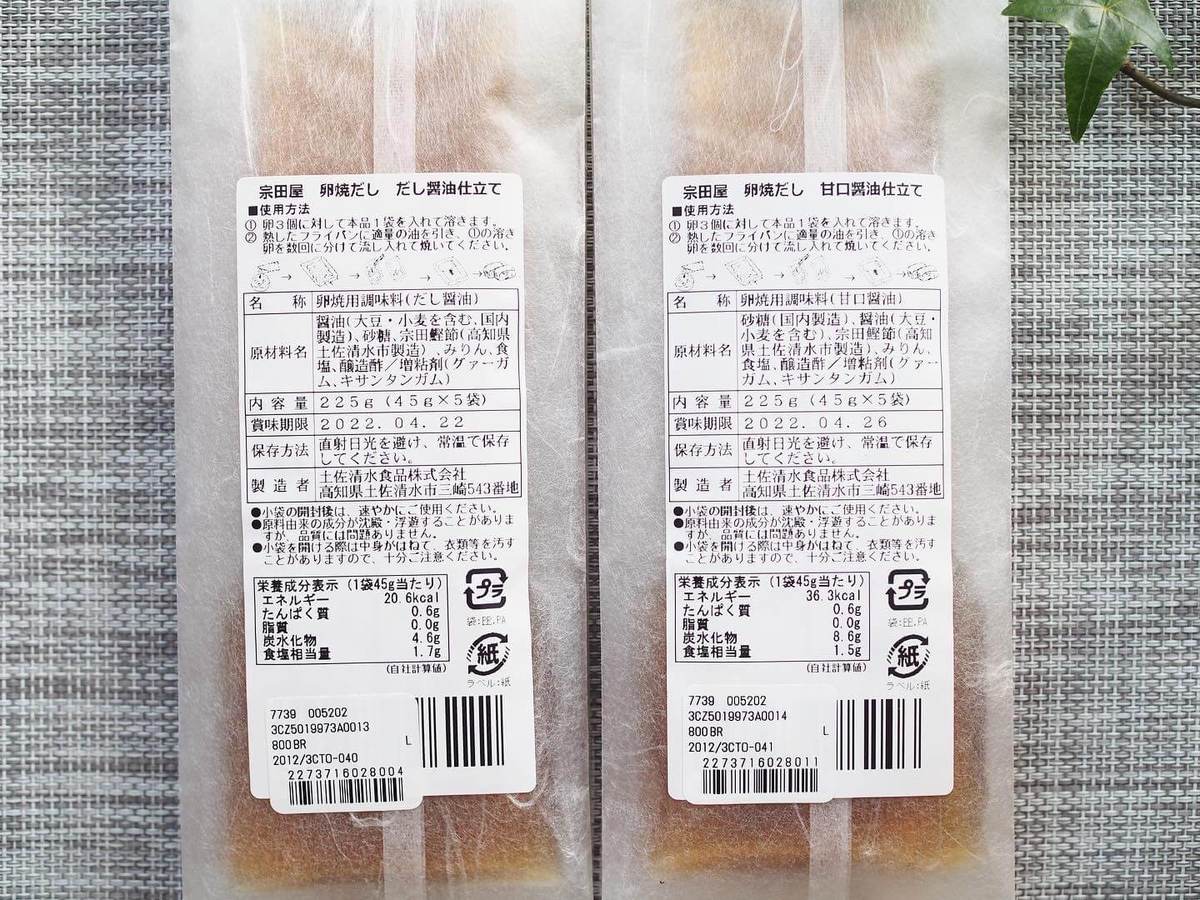 宗田屋 卵焼だし だし醤油仕立て
■使用方法
① 卵3個に対して本品1袋を入れて溶きます。
② 熱したフライパンに適量の油を引き、①の溶き
卵を数回に分けて流し入れて焼いてください。
名 称 卵焼用調味料(だし醤油)
原材料名 醤油(大豆・小麦を含む、国内
製造)、砂糖、宗田鰹節(高知県
土佐清水市製造)、みりん、食
塩、醸造酢/増粘剤(グァーガ
ム、キサンタンガム)
内容量 225g(45g×5袋)
賞味期限 2022.04.22
保存方法 直射日光を避け、常温で保存
してください。
製造者 土佐清水食品株式会社
高知県土佐清水市三崎543番地
●小袋の開封後は、速やかにご使用ください。
●原料由来の成分が沈殿・浮遊することがありま
すが、品質には問題ありません。
●小袋を開ける際は中身がはねて、衣類等を汚す
ことがありますので、十分ご注意ください。
栄養成分表示(1袋45g当たり)
エネルギー 20.6kcal
たんぱく質 0.6g
脂質 0.0g
炭水化物 4.6g
食塩相当量 1.7g
(自社計算値)
プラ
袋:EE,PA
紙
ラベル:紙
7739 005202
3CZ5019973A0013
800BR L
2012/3CTO-040
2273716028004
宗田屋 卵焼だし 甘口醤油仕立て
■使用方法
① 卵3個に対して本品1袋を入れて溶きます。
② 熱したフライパンに適量の油を引き、①の溶き
卵を数回に分けて流し入れて焼いてください。
名 称 卵焼用調味料(甘口醤油)
原材料名 砂糖(国内製造)、醤油(大豆・
小麦を含む)、宗田鰹節(高知
県土佐清水市製造)、みりん、
食塩、醸造酢/増粘剤(グァー
ガム、キサンタンガム)
内容量 225g(45g×5袋)
賞味期限 2022.04.26
保存方法 直射日光を避け、常温で保存
してください。
製造者 土佐清水食品株式会社
高知県土佐清水市三崎543番地
●小袋の開封後は、速やかにご使用ください。
●原料由来の成分が沈殿・浮遊することがありま
すが、品質には問題ありません。
●小袋を開ける際は中身がはねて、衣類等を汚す
ことがありますので、十分ご注意ください。
栄養成分表示(1袋45g当たり)
エネルギー 36.3kcal
たんぱく質 0.6g
脂質 0.0g
炭水化物 8.6g
食塩相当量 1.5g
(自社計算値)
プラ
袋:EE,PA
紙
ラベル:紙
7739 005202
3CZ5019973A0014
800BR L
2012/3CTO-041
2273716028011